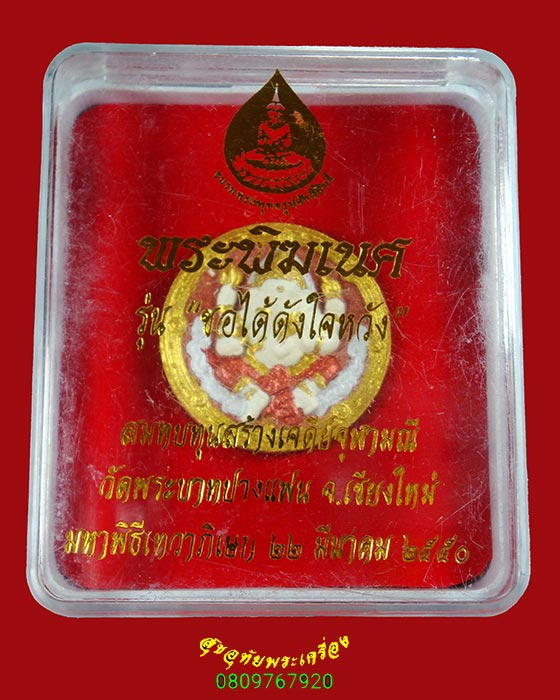 พระพิฆเนศ
รุ่น "ขอได้ดังใจหวัง"
สมทบทุนสร้างเจดีย์จุฬามณี
วัดพระบาทปางแฟน จ.เชียงใหม่
มหาพิธีเทวาภิเษก ๒๒ มีนาคม ๒๕๕๐
สุขอุทัยพระเครื่อง
0809767920